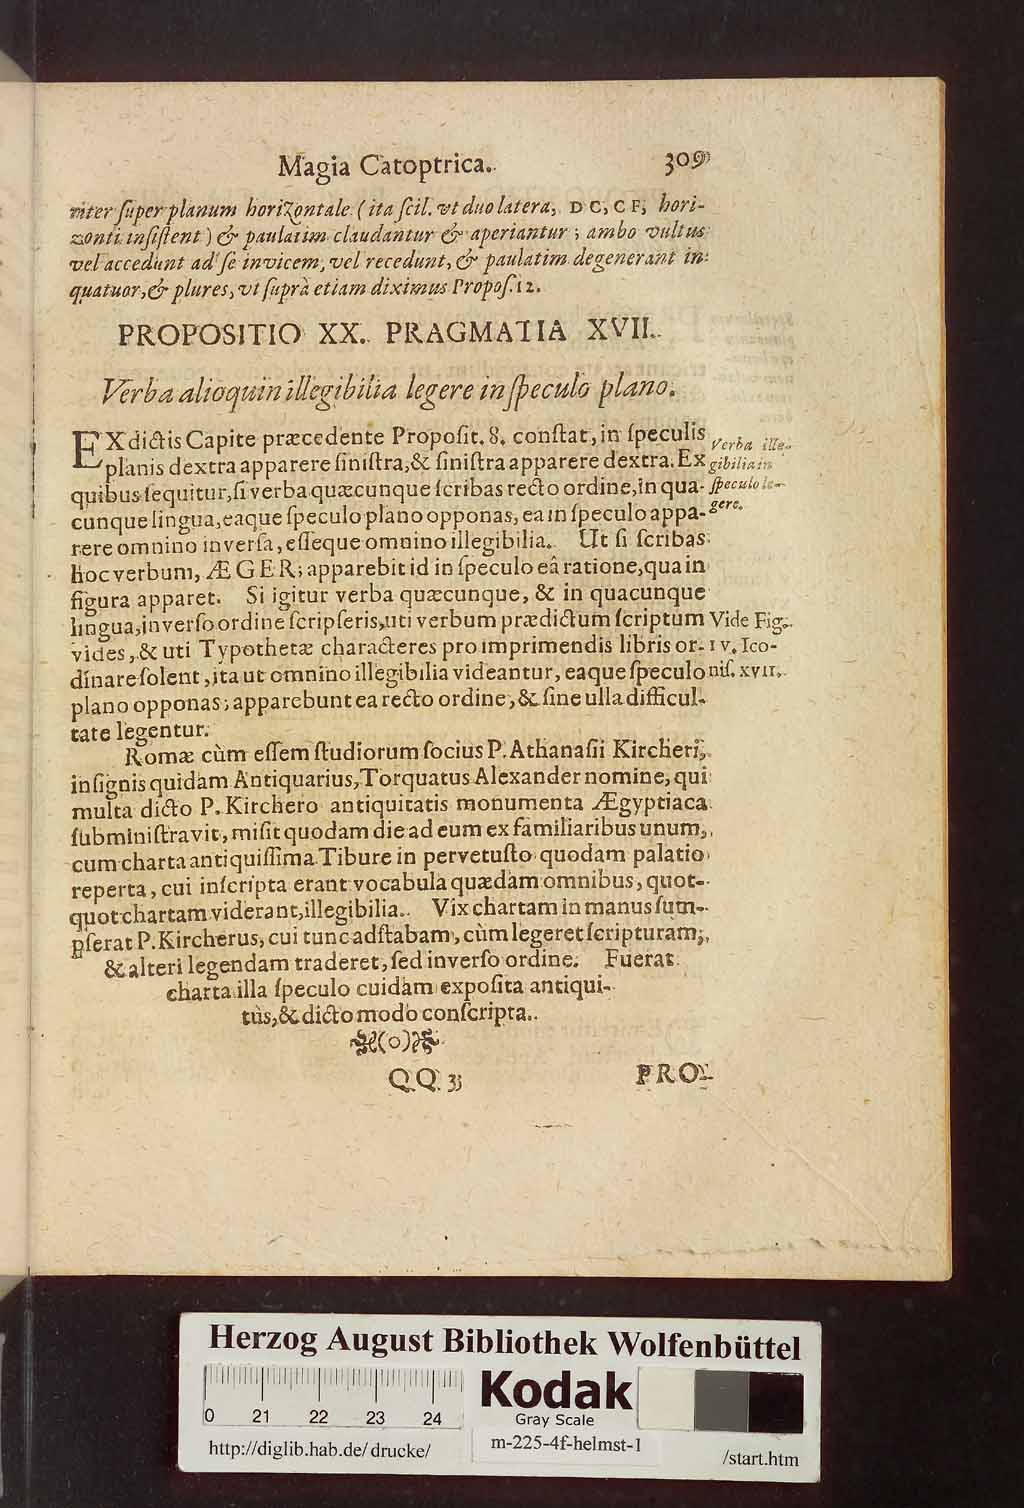 Magia Catoptrica. 309
niter ſuper planum horizontale (ita ſcil. vt duo latera, DC, CF, hori-
zonti inſiſtent) & paulatim claudantur & aperiantur; ambo vultus
vel accedunt ad ſe invicem, vel recedunt, & paulatim degenerant in
quatuor, & plures, vt ſuprà etiam diximus Propoſ. 12.
PROPOSITIO XX. PRAGMATIA XVII.
Verba alioquin illegibilia legere in ſpeculo plano.
EX dictis Capite præcedente Propoſit. 8. conſtat, in ſpeculis
planis dextra apparere ſiniſtra, & ſiniſtra apparere dextra. Ex
quibus ſequitur, ſi verba quæcunque ſcribas recto ordine, in qua-
cunque lingua, eaque ſpeculo plano opponas, ea in ſpeculo appa-
rere omnino inverſa, eſſeque omnino illegibilia. Ut ſi ſcribas
hoc verbum, ÆGER; apparebit id in ſpeculo eâ ratione, qua in
figura apparet. Si igitur verba quæcunque, & in quacunque
lingua, inverſo ordine ſcripſeris, uti verbum prædictum ſcriptum
vides, & uti Typothetæ characteres pro imprimendis libris or-
dinare ſolent, ita ut omnino illegibilia videantur, eaque ſpeculo
plano opponas; apparebunt ea recto ordine, & ſine ulla difficul-
tate legentur.
Verba ille-
gibilia in
ſpeculo le-
gere.
Vide Fig.
IV. Ico-
niſ. XVII.
Romæ cùm eſſem ſtudiorum ſocius P. Athanaſii Kircheri,
inſignis quidam Antiquarius, Torquatus Alexander nomine, qui
multa dicto P. Kirchero antiquitatis monumenta Ægyptiaca
ſubminiſtravit, miſit quodam die ad eum ex familiaribus unum,
cum charta antiquiſſima Tibure in pervetuſto quodam palatio
reperta, cui inſcripta erant vocabula quædam omnibus, quot-
quot chartam viderant, illegibilia. Vix chartam in manus ſum-
pſerat P. Kircherus, cui tunc adſtabam, cùm legeret ſcripturam,
& alteri legendam traderet, ſed inverſo ordine. Fuerat
charta illa ſpeculo cuidam expoſita antiqui-
tùs, & dicto modo conſcripta.
(o)
QQ 3 PRO-
Herzog August Bibliothek Wolfenbüttel
0 21 22 23 24
Kodak
Gray Scale
http://diglib.hab.de/drucke/
m-225-4f-helmst-1
/start.htm